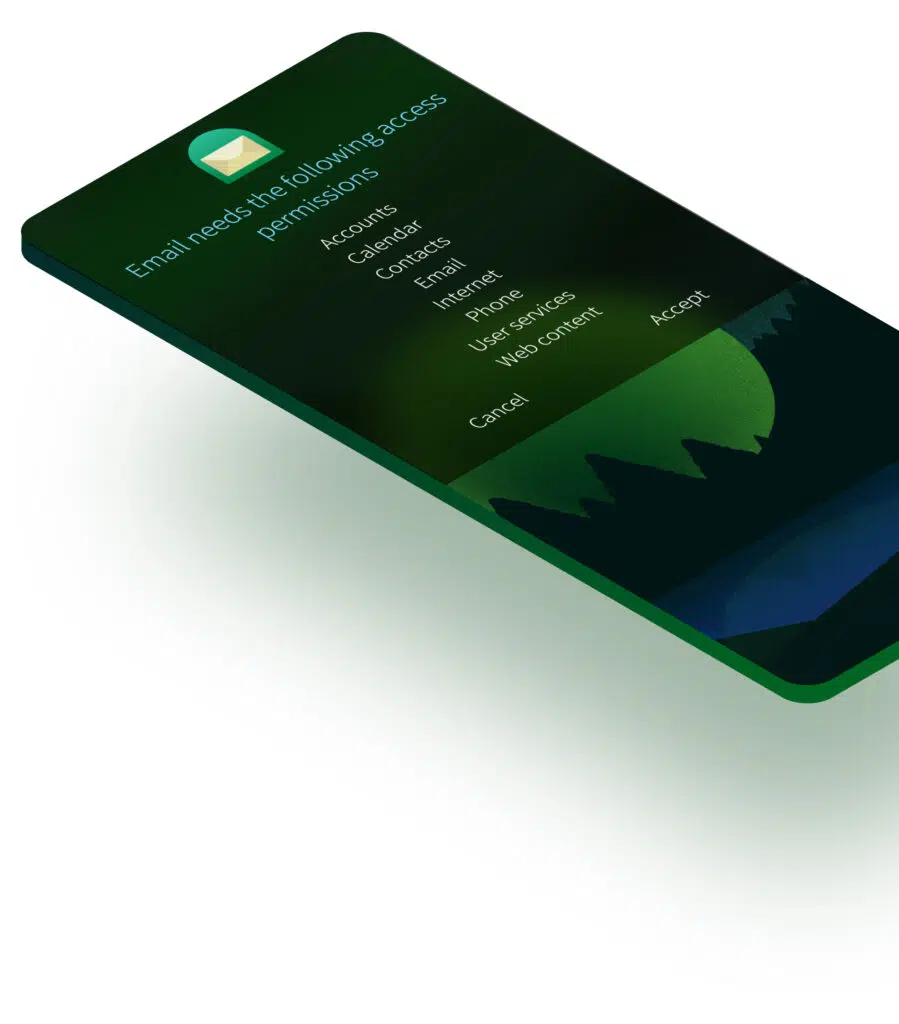 Email needs the following access
permissions
Accounts
Calendar
Contacts
Email
Internet
Phone
User services
Web content
Cancel
Accept